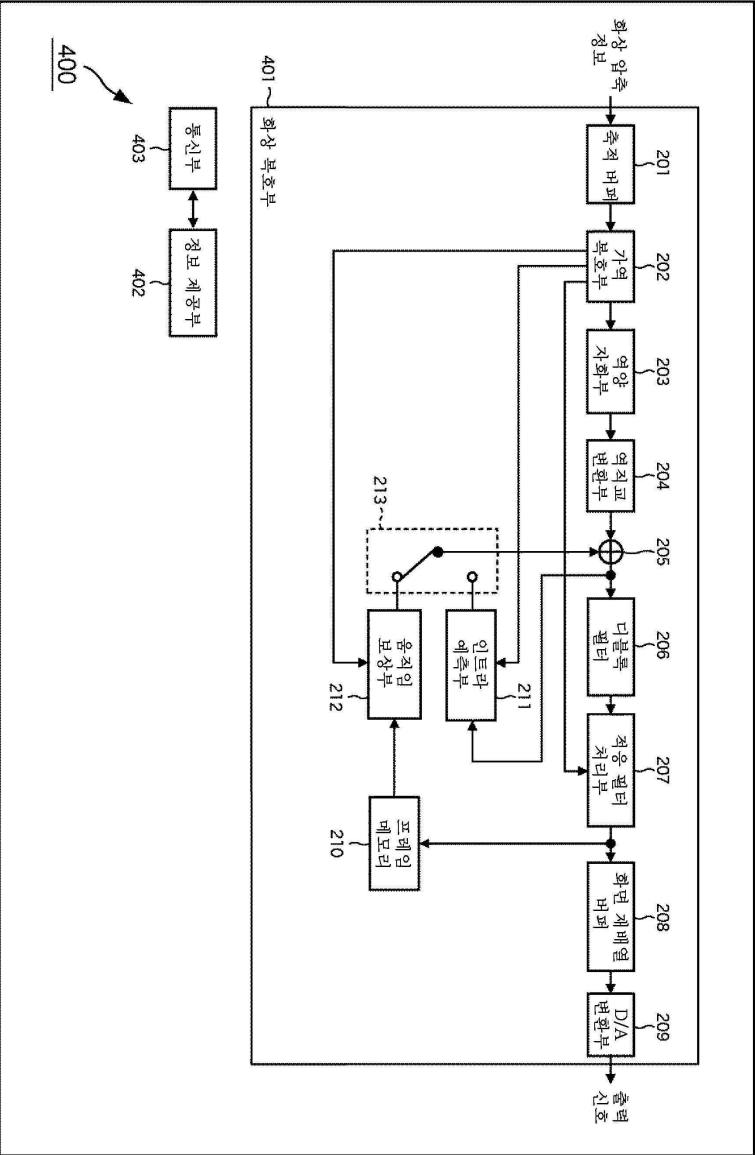 400
403
통신부
402
정보 제공부
401
화상 복호부
화상 압축
정보
201
축적 버퍼
202
가역
복호부
203
역양
자화부
204
역직교
변환부
205
206
디블록
필터
207
적응 필터
처리부
208
화면 재배열
버퍼
209
D/A
변환부
출력
신호
213
211
인트라
예측부
212
움직임
보상부
210
프레임
메모리